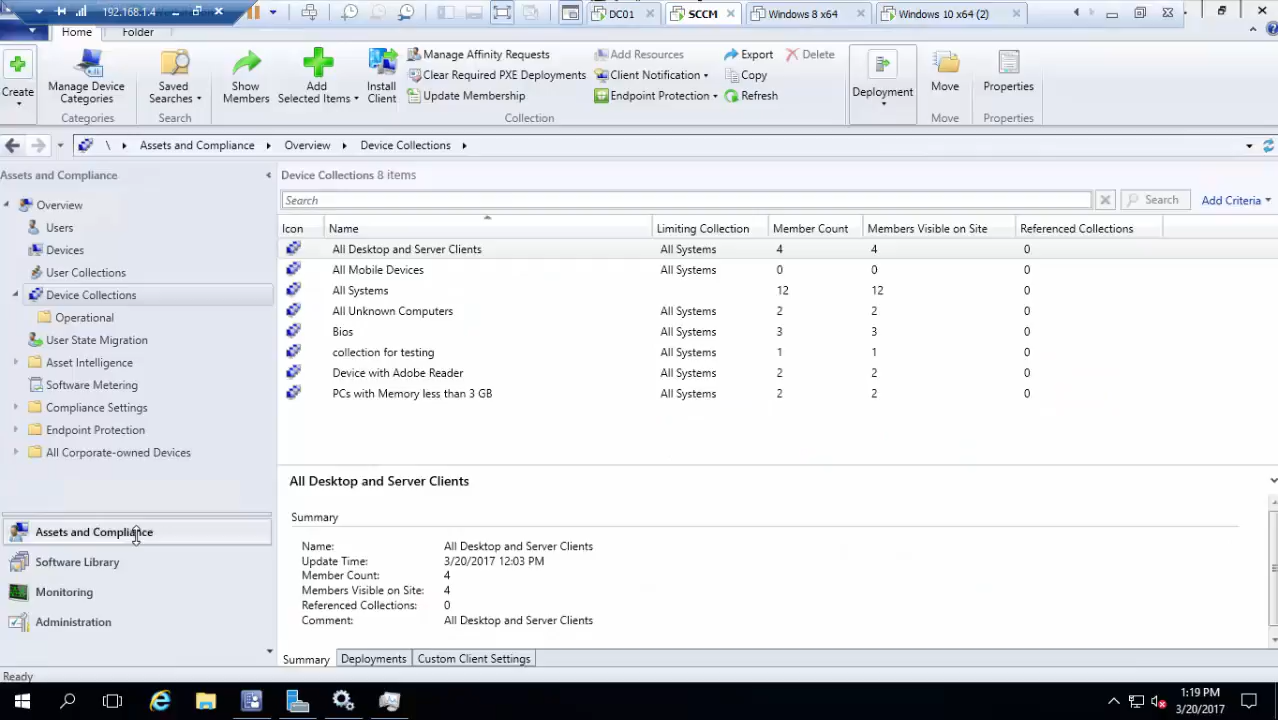 192.168.1.4
DC01
SCCM
Windows 8 x64
Windows 10 x64 (2)
Home
Folder
Create
Manage Device Categories
Categories
Saved Searches
Search
Show Members
Add Selected Items
Install Client
Manage Affinity Requests
Clear Required PXE Deployments
Update Membership
Add Resources
Client Notification
Endpoint Protection
Export
Copy
Refresh
Delete
Collection
Deployment
Move
Move
Properties
Properties
\ Assets and Compliance Overview Device Collections
Assets and Compliance
Overview
Users
Devices
User Collections
Device Collections
Operational
User State Migration
Asset Intelligence
Software Metering
Compliance Settings
Endpoint Protection
All Corporate-owned Devices
Assets and Compliance
Software Library
Monitoring
Administration
Device Collections 8 items
Search
Search
Add Criteria
Icon Name Limiting Collection Member Count Members Visible on Site Referenced Collections
All Desktop and Server Clients All Systems 4 4 0
All Mobile Devices All Systems 0 0 0
All Systems 12 12 0
All Unknown Computers All Systems 2 2 0
Bios All Systems 3 3 0
collection for testing All Systems 1 1 0
Device with Adobe Reader All Systems 2 2 0
PCs with Memory less than 3 GB All Systems 2 2 0
All Desktop and Server Clients
Summary
Name: All Desktop and Server Clients
Update Time: 3/20/2017 12:03 PM
Member Count: 4
Members Visible on Site: 4
Referenced Collections: 0
Comment: All Desktop and Server Clients
Summary Deployments Custom Client Settings
Ready
1:19 PM
3/20/2017